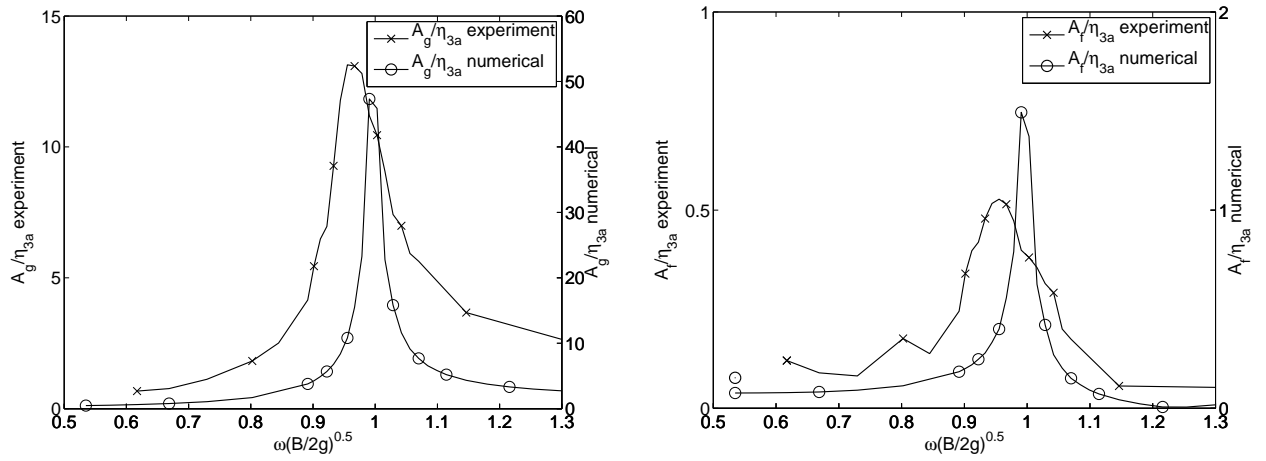 15
10
5
0
A_g/η_3a experiment
60
50
40
30
20
10
0
A_g/η_3a numerical
A_g/η_3a experiment
A_g/η_3a numerical
0.5 0.6 0.7 0.8 0.9 1 1.1 1.2 1.3
ω(B/2g)^0.5
1
0.5
0
A_f/η_3a experiment
2
1
0
A_f/η_3a numerical
A_f/η_3a experiment
A_f/η_3a numerical
0.5 0.6 0.7 0.8 0.9 1 1.1 1.2 1.3
ω(B/2g)^0.5